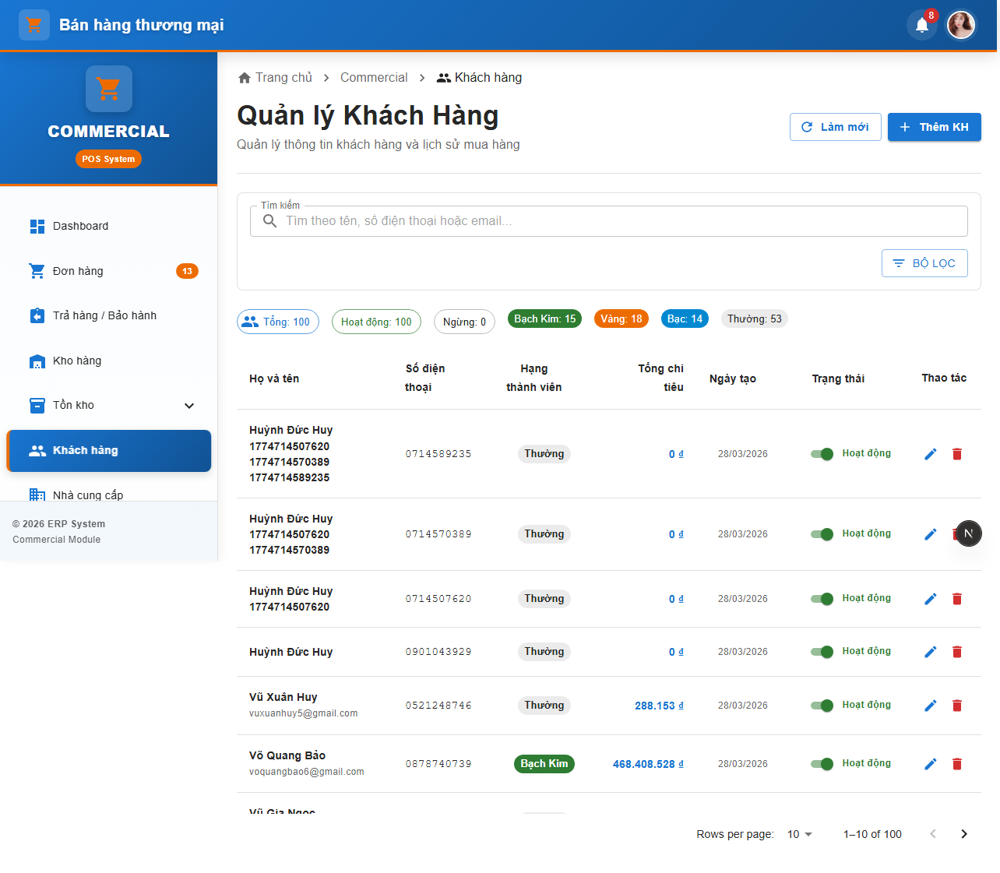 Bán hàng thương mại
8
COMMERCIAL
POS System
Dashboard
Đơn hàng
13
Trả hàng / Bảo hành
Kho hàng
Tồn kho
Khách hàng
Nhà cung cấp
© 2026 ERP System
Commercial Module
Trang chủ
Commercial
Khách hàng
Quản lý Khách Hàng
Quản lý thông tin khách hàng và lịch sử mua hàng
Làm mới
Thêm KH
Tìm kiếm
Tìm theo tên, số điện thoại hoặc email...
BỘ LỌC
Tổng: 100
Hoạt động: 100
Ngừng: 0
Bạch Kim: 15
Vàng: 18
Bạc: 14
Thường: 53
Họ và tên
Số điện thoại
Hạng thành viên
Tổng chi tiêu
Ngày tạo
Trạng thái
Thao tác
Huỳnh Đức Huy
1774714507620
1774714570389
1774714589235
0714589235
Thường
0 ₫
28/03/2026
Hoạt động
Huỳnh Đức Huy
1774714507620
1774714570389
0714570389
Thường
0 ₫
28/03/2026
Hoạt động
N
Huỳnh Đức Huy
1774714507620
0714507620
Thường
0 ₫
28/03/2026
Hoạt động
Huỳnh Đức Huy
0901043929
Thường
0 ₫
28/03/2026
Hoạt động
Vũ Xuân Huy
vuxuanhuy5@gmail.com
0521248746
Thường
288.153 ₫
28/03/2026
Hoạt động
Võ Quang Bảo
voquangbao6@gmail.com
0878740739
Bạch Kim
468.408.528 ₫
28/03/2026
Hoạt động
Vũ Gia Ngọc
Rows per page:
10
1–10 of 100